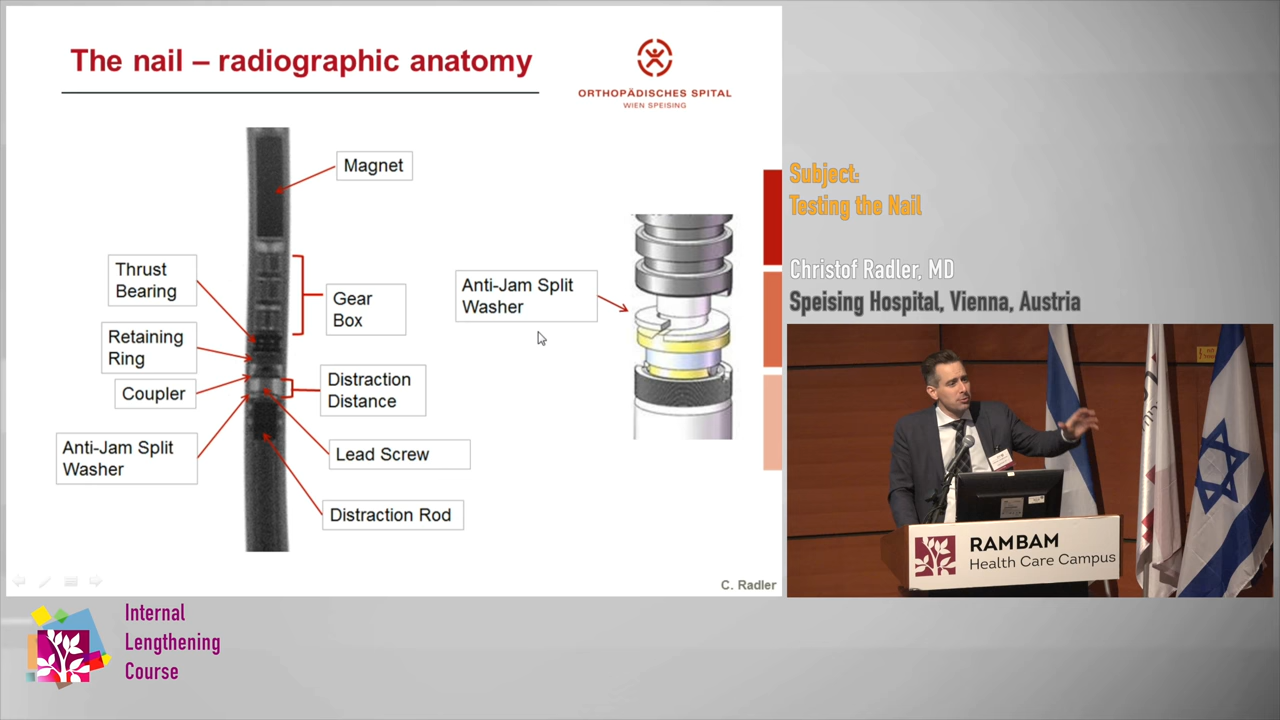 The nail – radiographic anatomy
ORTHOPÄDISCHES SPITAL
WIEN SPEISING
Magnet
Thrust
Bearing
Gear
Box
Retaining
Ring
Coupler
Distraction
Distance
Anti-Jam Split
Washer
Lead Screw
Distraction Rod
Anti-Jam Split
Washer
C. Radler
Subject:
Testing the Nail
Christof Radler, MD
Speising Hospital, Vienna, Austria
RAMBAM
Health Care Campus
Internal
Lengthening
Course